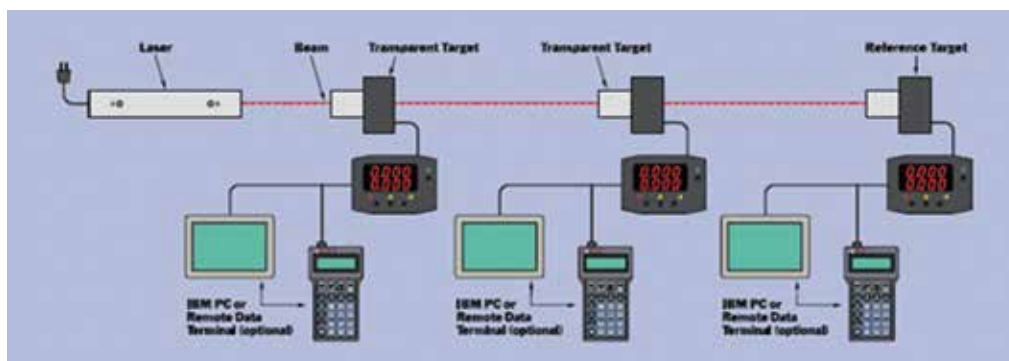 Laser
Beam
Transparent Target
Transparent Target
Reference Target
IBM PC or
Remote Data
Terminal (optional)
IBM PC or
Remote Data
Terminal (optional)
IBM PC or
Remote Data
Terminal (optional)